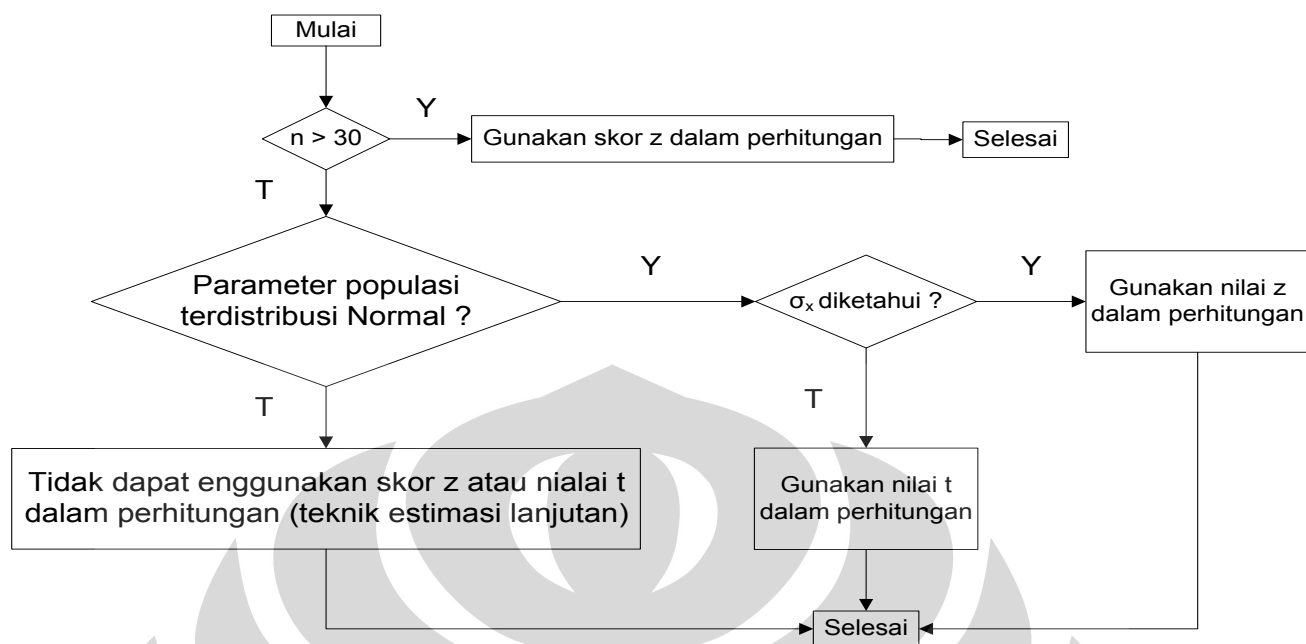 Mulai
Y
n > 30
Gunakan skor z dalam perhitungan
Selesai
T
Parameter populasi
terdistribusi Normal ?
Y
σx diketahui ?
Y
Gunakan nilai z
dalam perhitungan
T
T
Tidak dapat enggunakan skor z atau nialai t
dalam perhitungan (teknik estimasi lanjutan)
Gunakan nilai t
dalam perhitungan
Selesai